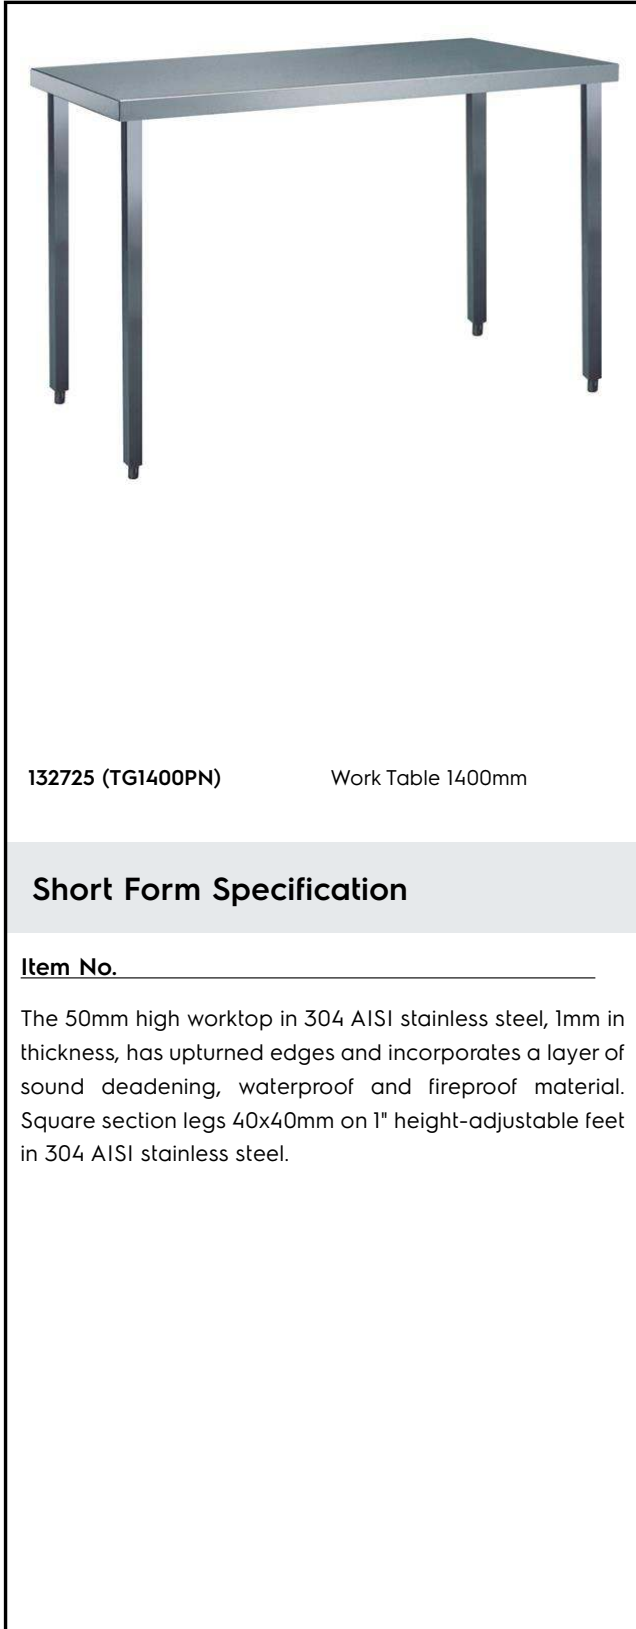 132725 (TG1400PN) Work Table 1400mm
Short Form Specification
Item No.
The 50mm high worktop in 304 AISI stainless steel, 1mm in
thickness, has upturned edges and incorporates a layer of
sound deadening, waterproof and fireproof material.
Square section legs 40x40mm on 1" height-adjustable feet
in 304 AISI stainless steel.